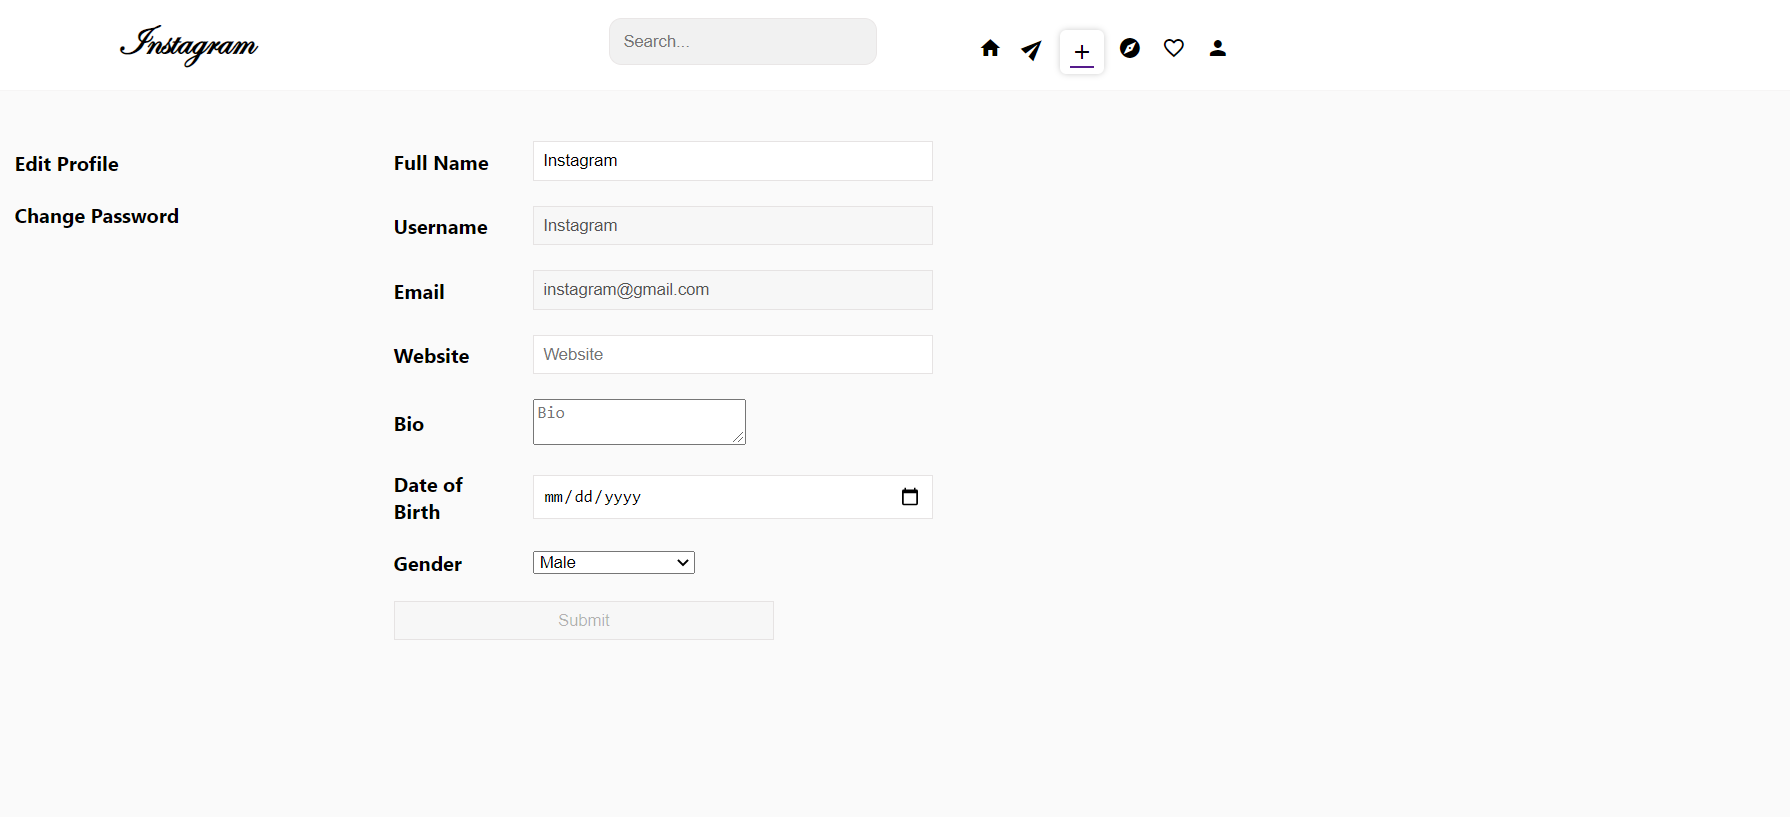 Instagram
Search...
Edit Profile
Change Password
Full Name
Instagram
Username
Instagram
Email
instagram@gmail.com
Website
Website
Bio
Bio
Date of
Birth
mm/dd/yyyy
Gender
Male
Submit